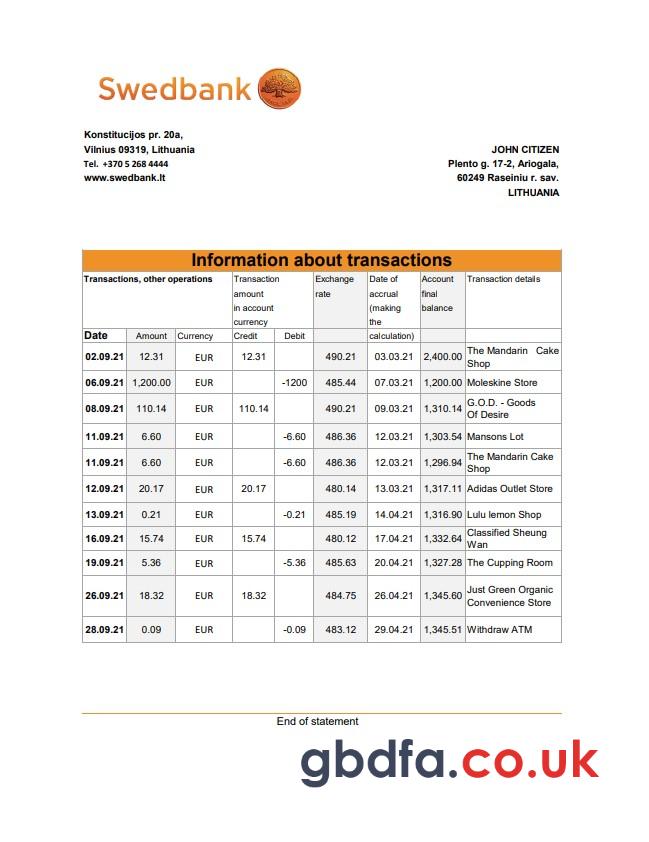 Swedbank
Konstitucijos pr. 20a,
Vilnius 09319, Lithuania
Tel. +370 5 268 4444
www.swedbank.lt
JOHN CITIZEN
Plento g. 17-2, Ariogala,
60249 Raseiniu r. sav.
LITHUANIA
Information about transactions
Transactions, other operations
Transaction
amount
in account
currency
Exchange
rate
Date of
accrual
(making
the
calculation)
Account
final
balance
Transaction details
Date Amount Currency Credit Debit
02.09.21 12.31 EUR 12.31 490.21 03.03.21 2,400.00 The Mandarin Cake
Shop
06.09.21 1,200.00 EUR -1200 485.44 07.03.21 1,200.00 Moleskine Store
08.09.21 110.14 EUR 110.14 490.21 09.03.21 1,310.14 G.O.D. - Goods
Of Desire
11.09.21 6.60 EUR -6.60 486.36 12.03.21 1,303.54 Mansons Lot
11.09.21 6.60 EUR -6.60 486.36 12.03.21 1,296.94 The Mandarin Cake
Shop
12.09.21 20.17 EUR 20.17 480.14 13.03.21 1,317.11 Adidas Outlet Store
13.09.21 0.21 EUR -0.21 485.19 14.04.21 1,316.90 Lulu lemon Shop
16.09.21 15.74 EUR 15.74 480.12 17.04.21 1,332.64 Classified Sheung
Wan
19.09.21 5.36 EUR -5.36 485.63 20.04.21 1,327.28 The Cupping Room
26.09.21 18.32 EUR 18.32 484.75 26.04.21 1,345.60 Just Green Organic
Convenience Store
28.09.21 0.09 EUR -0.09 483.12 29.04.21 1,345.51 Withdraw ATM
End of statement
gbdfa.co.uk